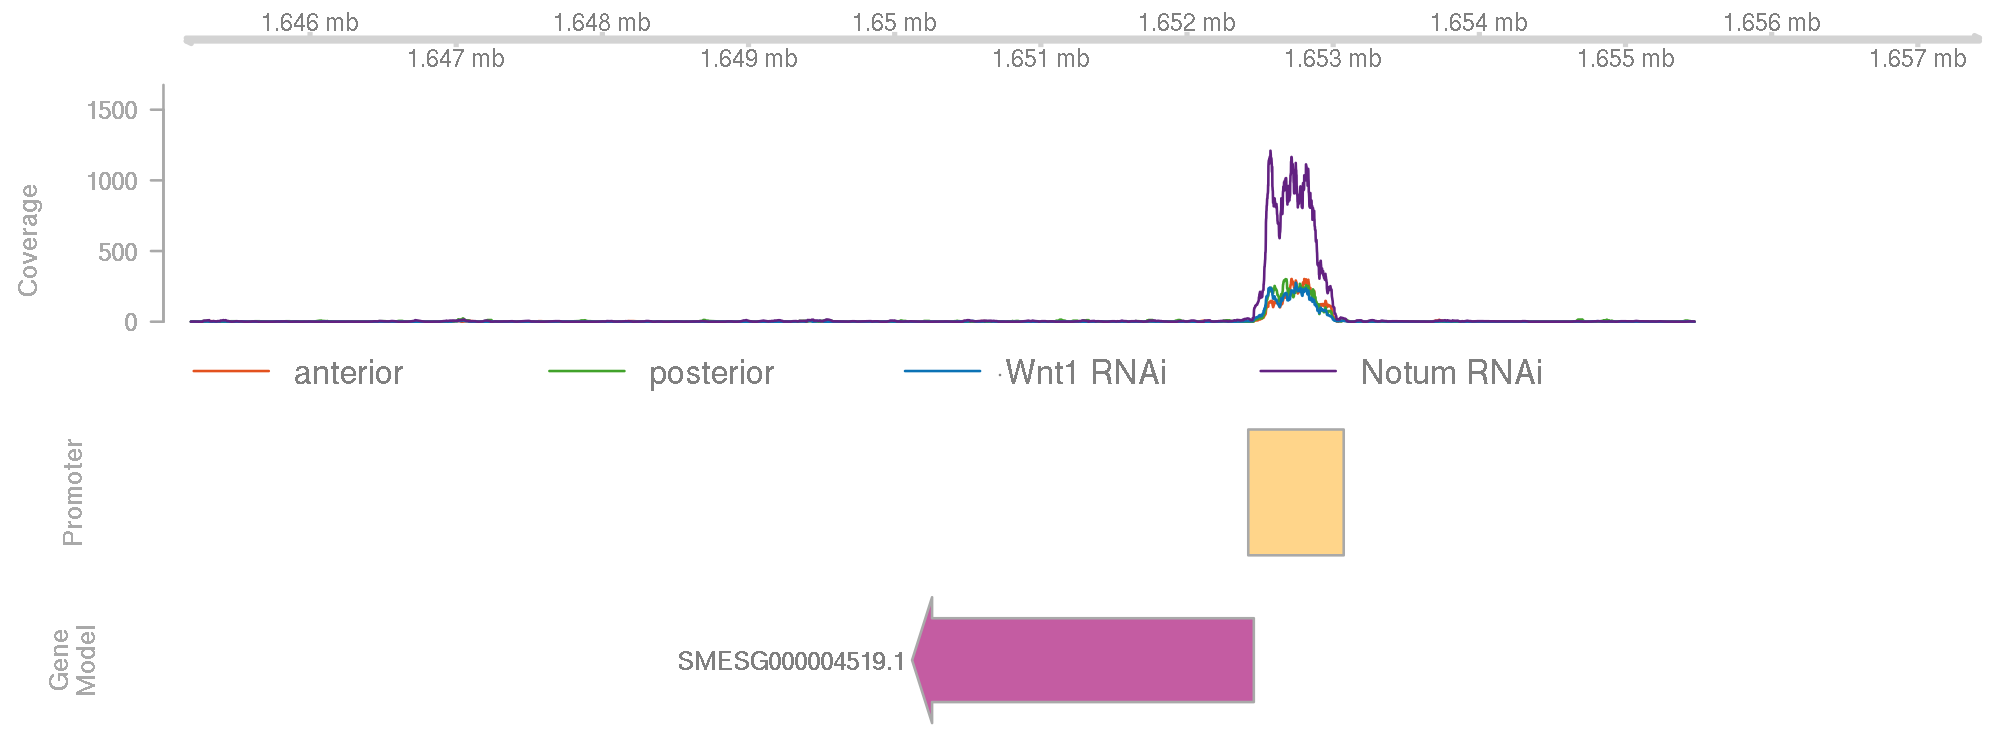 1.646 mb 1.648 mb 1.65 mb 1.652 mb 1.654 mb 1.656 mb
1.647 mb 1.649 mb 1.651 mb 1.653 mb 1.655 mb 1.657 mb
Coverage
1500
1000
500
0
anterior posterior Wnt1 RNAi Notum RNAi
Promoter
Gene
Model
SMESG000004519.1